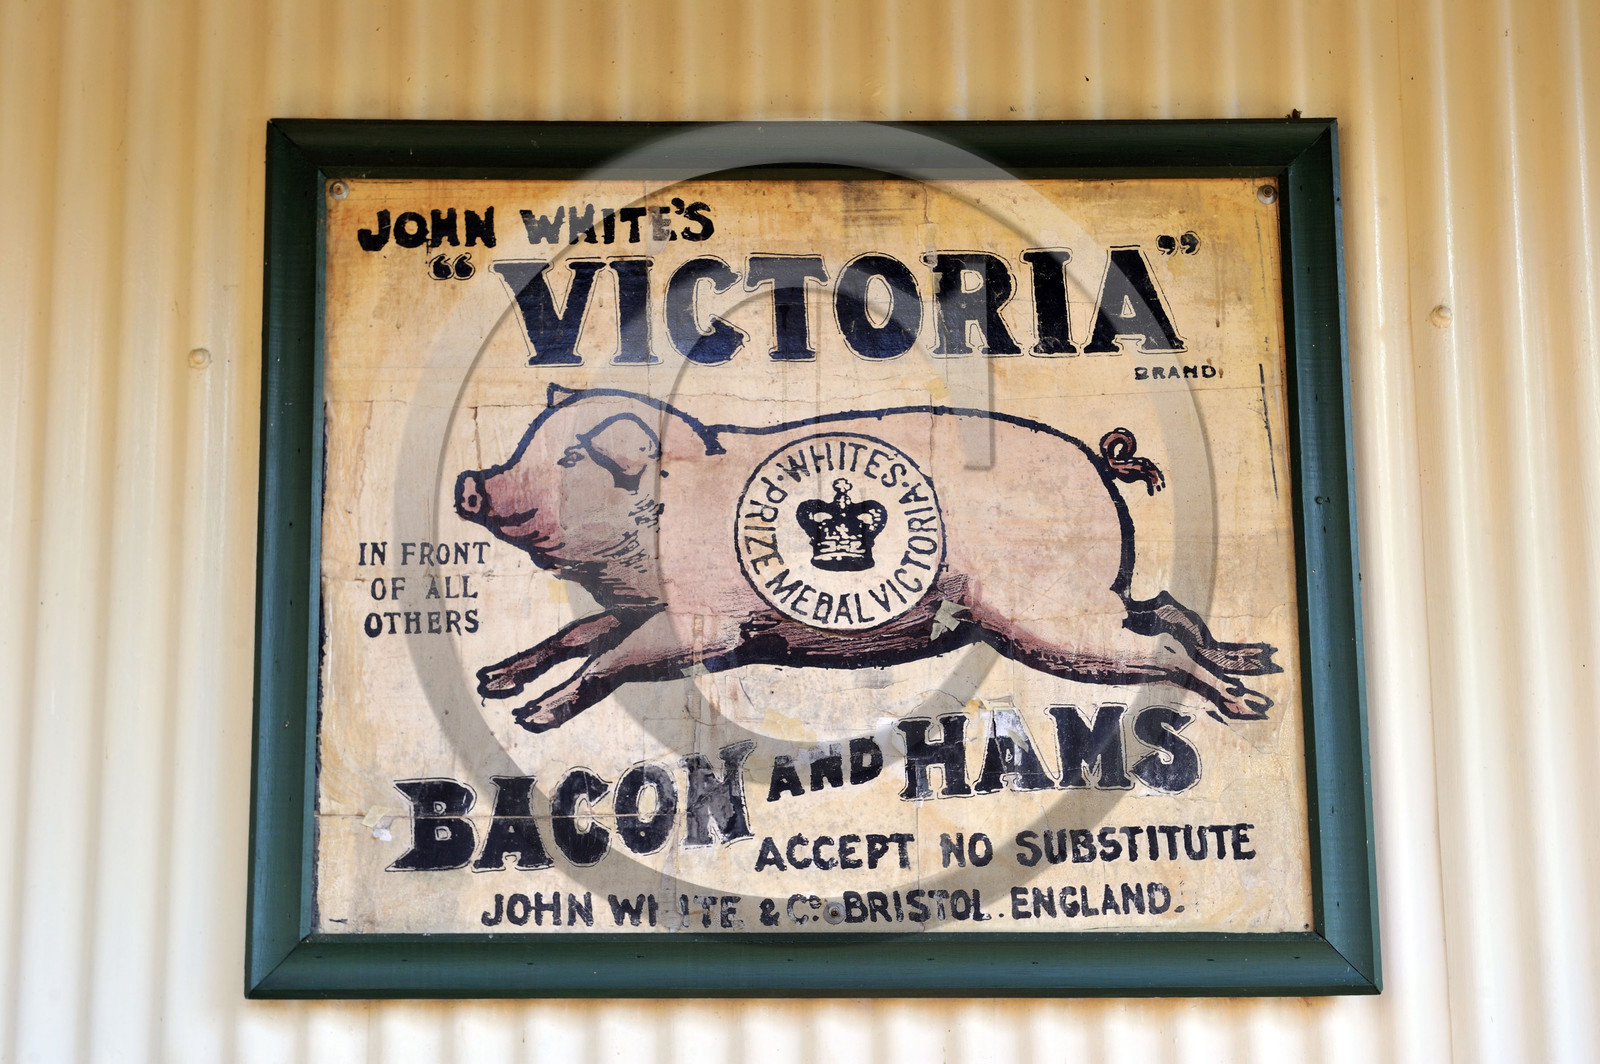 JOHN WHITE'S
“VICTORIA”
BRAND
WHITE'S · VICTORIA
PRIZE MEDAL
IN FRONT
OF ALL
OTHERS
BACON AND HAMS
ACCEPT NO SUBSTITUTE
JOHN WHITE & Co. BRISTOL. ENGLAND.